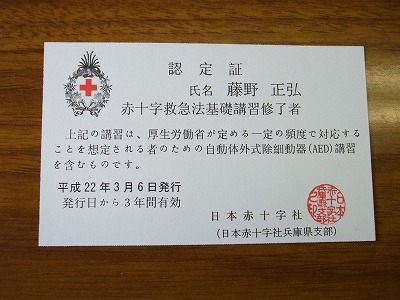 認定証
氏名 藤野 正弘
赤十字救急法基礎講習修了者
上記の講習は、厚生労働省が定める一定の頻度で対応する
ことを想定される者のための自動体外式除細動器(AED)講習
を含むものです。
平成22年3月6日発行
発行日から3年間有効
日本赤十字社
(日本赤十字社兵庫県支部)